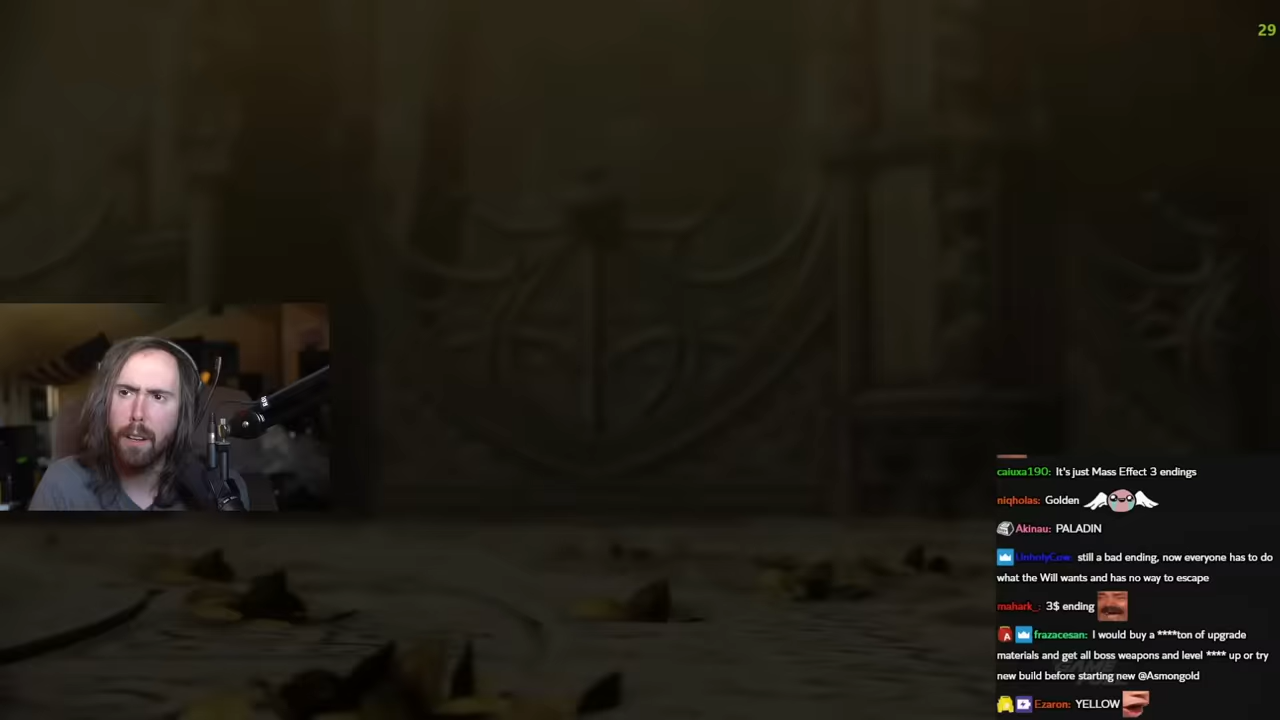 29
caiuxa190: It's just Mass Effect 3 endings
niqholas: Golden
Akinau: PALADIN
UnholyCow: still a bad ending, now everyone has to do
what the Will wants and has no way to escape
mahark_: 3$ ending
frazacesan: I would buy a ****ton of upgrade
materials and get all boss weapons and level **** up or try
new build before starting new @Asmongold
Ezaron: YELLOW